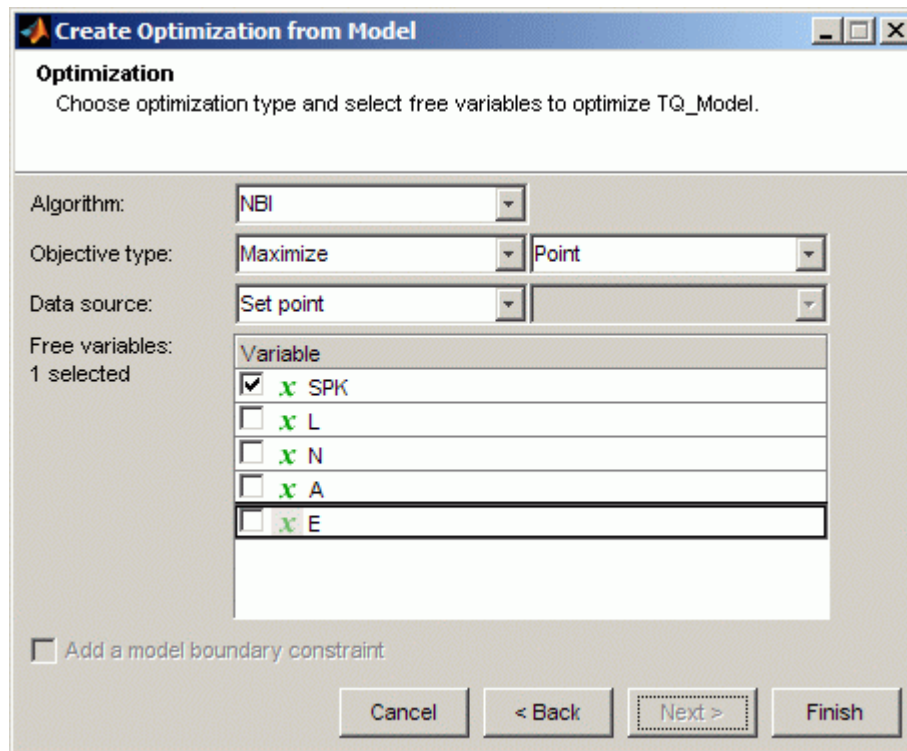 Create Optimization from Model
Optimization
Choose optimization type and select free variables to optimize TQ_Model.
Algorithm: NBI
Objective type: Maximize Point
Data source: Set point
Free variables:
1 selected
Variable
x SPK
x L
x N
x A
x E
Add a model boundary constraint
Cancel < Back Next > Finish